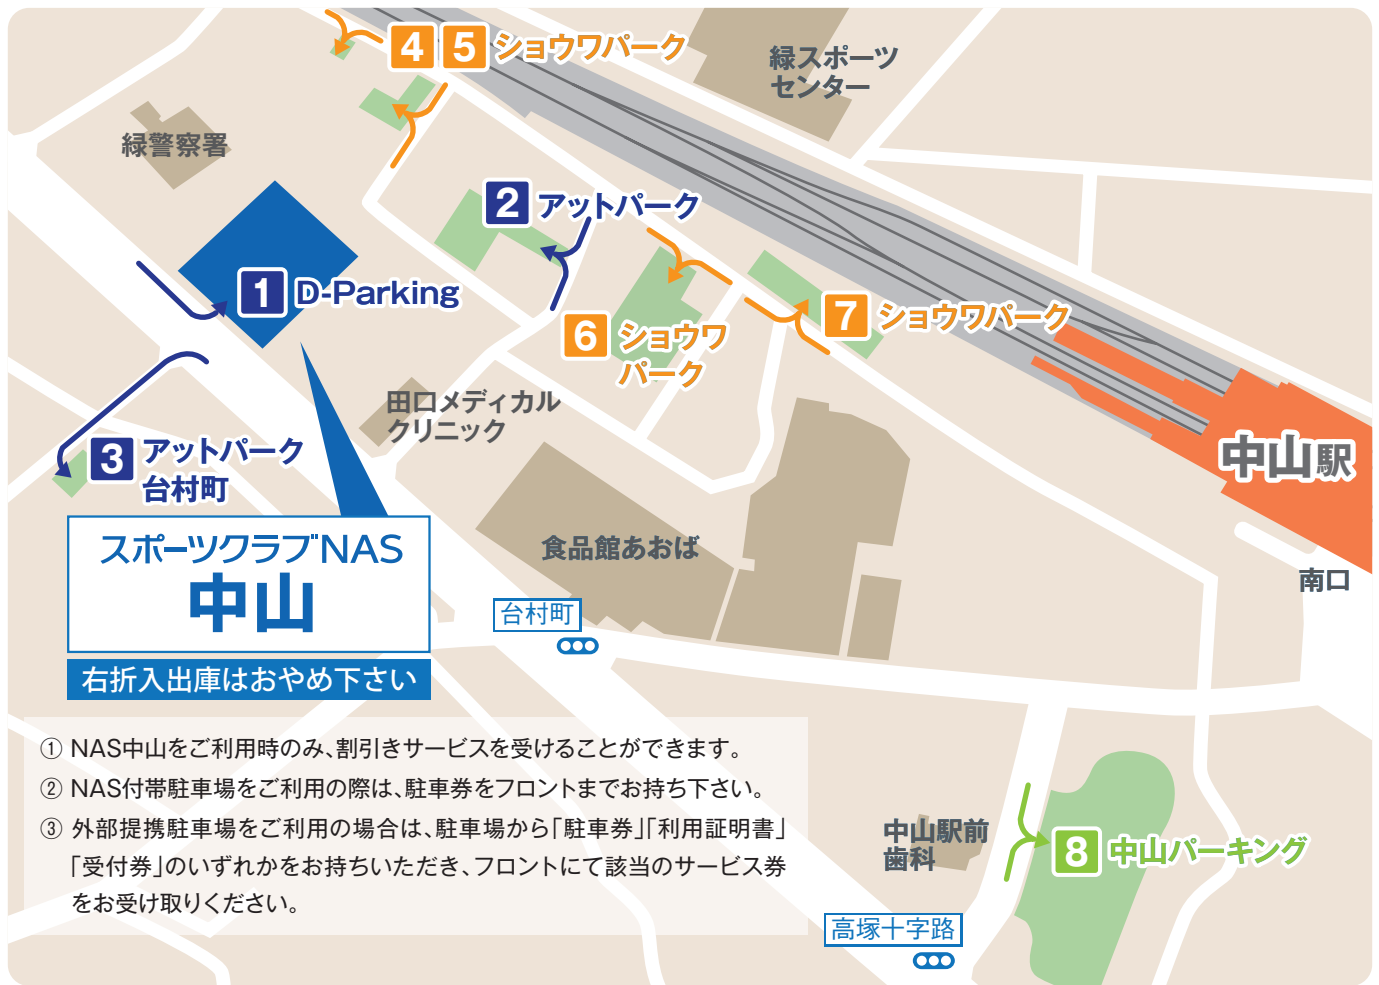 4 5 ショウワパーク
緑スポーツ
センター
緑警察署
2 アットパーク
1 D-Parking
6 ショウワ
パーク
7 ショウワパーク
田口メディカル
クリニック
3 アットパーク
台村町
中山駅
南口
スポーツクラブNAS
中山
右折入出庫はおやめ下さい
食品館あおば
台村町
① NAS中山をご利用時のみ、割引きサービスを受けることができます。
② NAS付帯駐車場をご利用の際は、駐車券をフロントまでお持ち下さい。
③ 外部提携駐車場をご利用の場合は、駐車場から「駐車券」「利用証明書」
「受付券」のいずれかをお持ちいただき、フロントにて該当のサービス券
をお受け取りください。
中山駅前
歯科
8 中山パーキング
高塚十字路